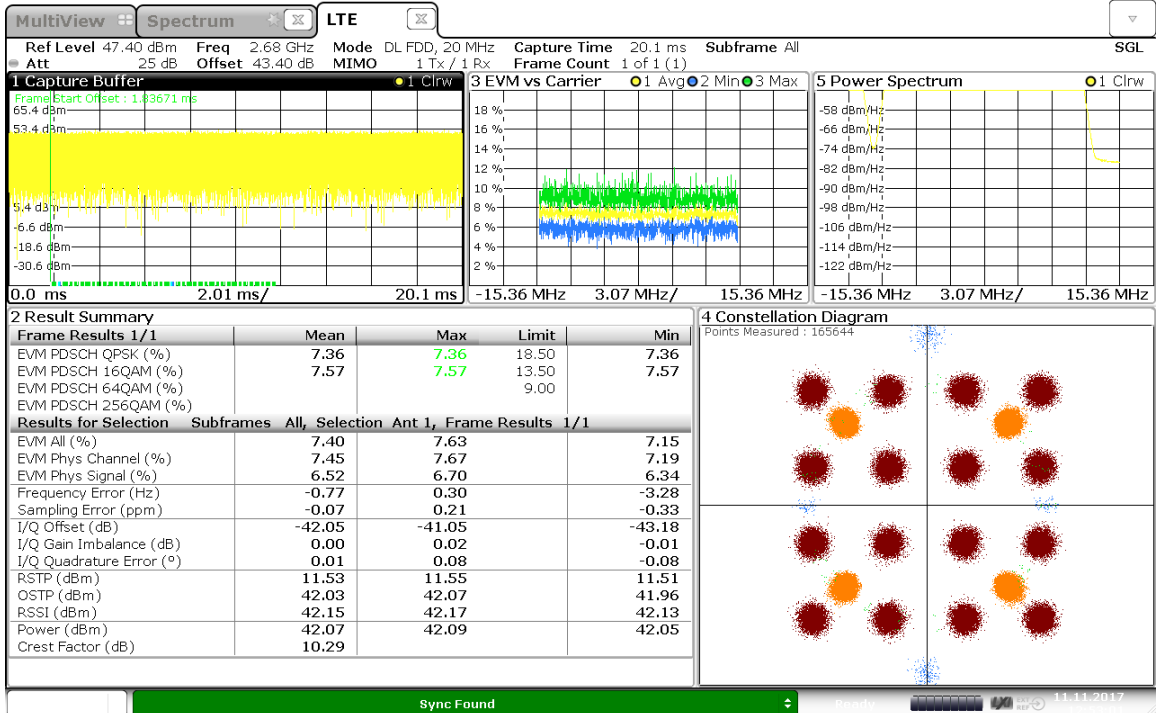 MultiView Spectrum LTE
Ref Level 47.40 dBm Freq 2.68 GHz Mode DL FDD, 20 MHz Capture Time 20.1 ms Subframe All SGL
Att 25 dB Offset 43.40 dB MIMO 1 Tx / 1 Rx Frame Count 1 of 1 (1)
1 Capture Buffer 1 Clrw
Frame Start Offset : 1.83671 ms
65.4 dBm
53.4 dBm
5.4 dBm
-6.6 dBm
-18.6 dBm
-30.6 dBm
0.0 ms 2.01 ms/ 20.1 ms
3 EVM vs Carrier 1 Avg 2 Min 3 Max
18 %
16 %
14 %
12 %
10 %
8 %
6 %
4 %
2 %
-15.36 MHz 3.07 MHz/ 15.36 MHz
5 Power Spectrum 1 Clrw
-58 dBm/Hz
-66 dBm/Hz
-74 dBm/Hz
-82 dBm/Hz
-90 dBm/Hz
-98 dBm/Hz
-106 dBm/Hz
-114 dBm/Hz
-122 dBm/Hz
-15.36 MHz 3.07 MHz/ 15.36 MHz
2 Result Summary
Frame Results 1/1 Mean Max Limit Min
EVM PDSCH QPSK (%) 7.36 7.36 18.50 7.36
EVM PDSCH 16QAM (%) 7.57 7.57 13.50 7.57
EVM PDSCH 64QAM (%) 9.00
EVM PDSCH 256QAM (%)
Results for Selection Subframes All, Selection Ant 1, Frame Results 1/1
EVM All (%) 7.40 7.63 7.15
EVM Phys Channel (%) 7.45 7.67 7.19
EVM Phys Signal (%) 6.52 6.70 6.34
Frequency Error (Hz) -0.77 0.30 -3.28
Sampling Error (ppm) -0.07 0.21 -0.33
I/Q Offset (dB) -42.05 -41.05 -43.18
I/Q Gain Imbalance (dB) 0.00 0.02 -0.01
I/Q Quadrature Error (°) 0.01 0.08 -0.08
RSTP (dBm) 11.53 11.55 11.51
OSTP (dBm) 42.03 42.07 41.96
RSSI (dBm) 42.15 42.17 42.13
Power (dBm) 42.07 42.09 42.05
Crest Factor (dB) 10.29
4 Constellation Diagram
Points Measured : 165644
Sync Found
Ready
LXI
11.11.2017